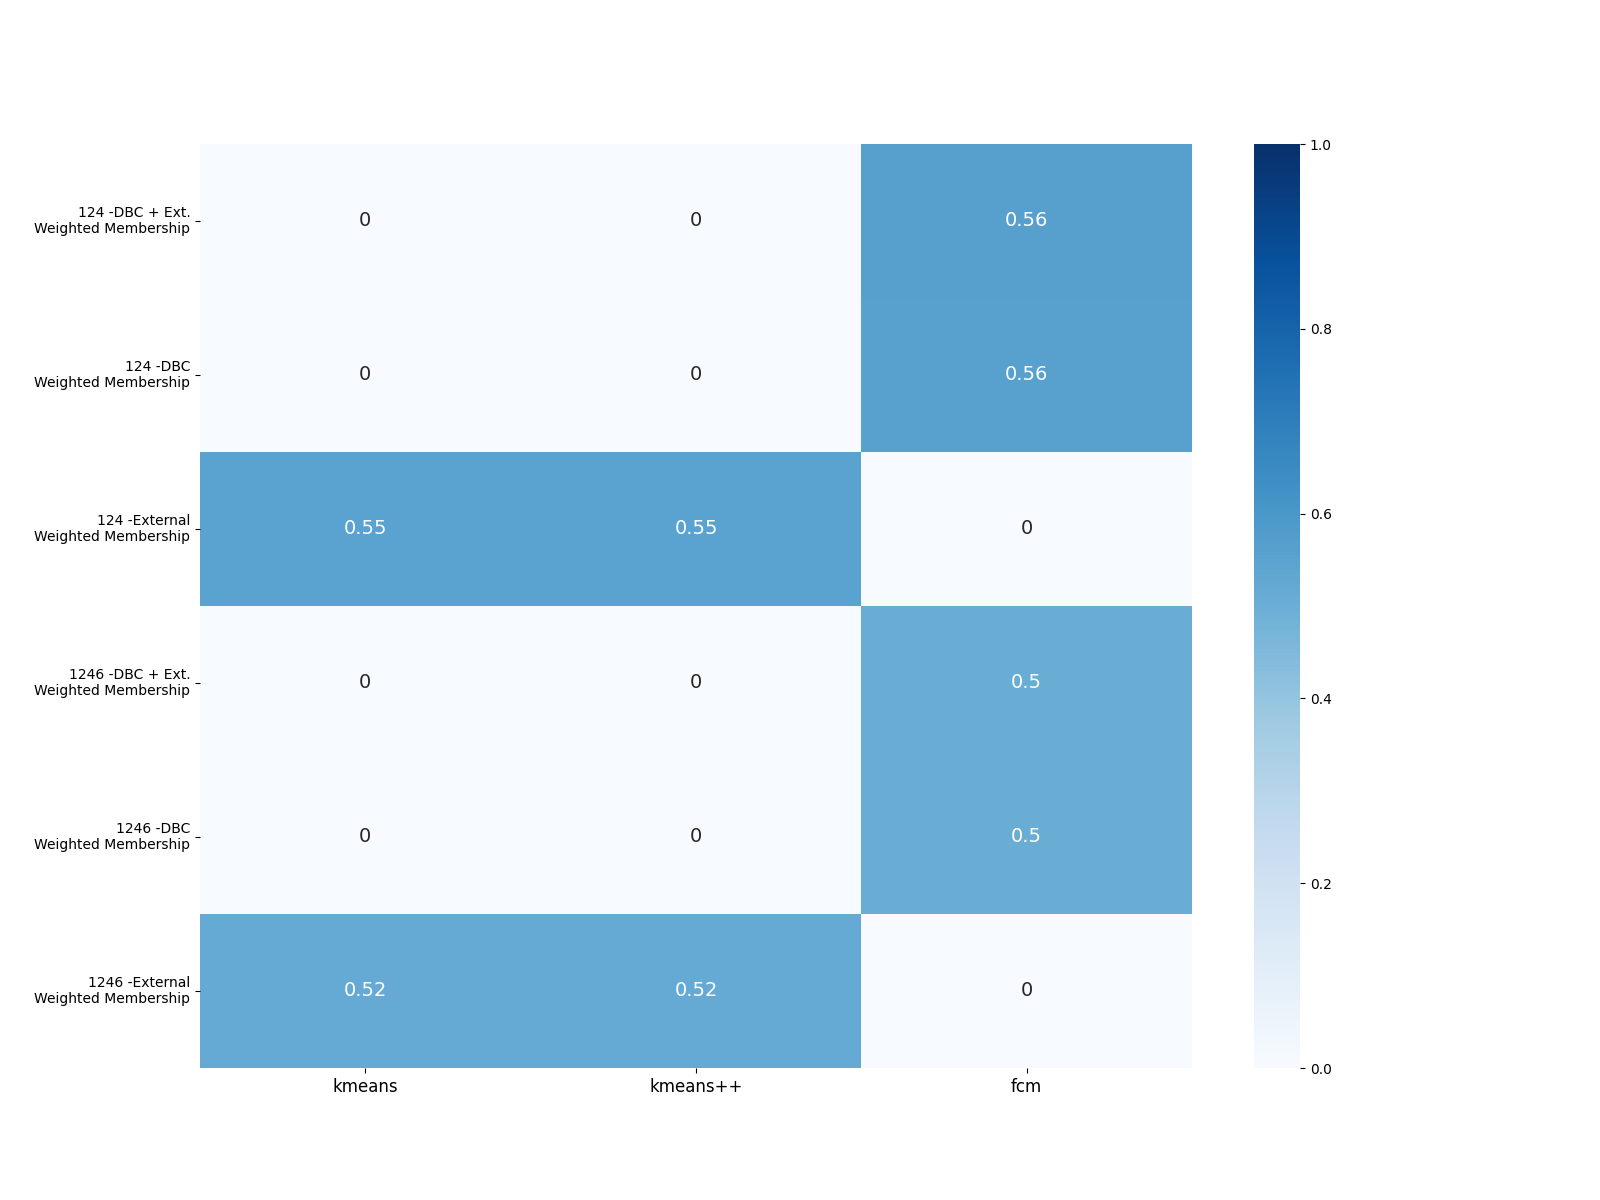 124 -DBC + Ext.
Weighted Membership
0
0
0.56
124 -DBC
Weighted Membership
0
0
0.56
124 -External
Weighted Membership
0.55
0.55
0
1246 -DBC + Ext.
Weighted Membership
0
0
0.5
1246 -DBC
Weighted Membership
0
0
0.5
1246 -External
Weighted Membership
0.52
0.52
0
kmeans
kmeans++
fcm
1.0
0.8
0.6
0.4
0.2
0.0